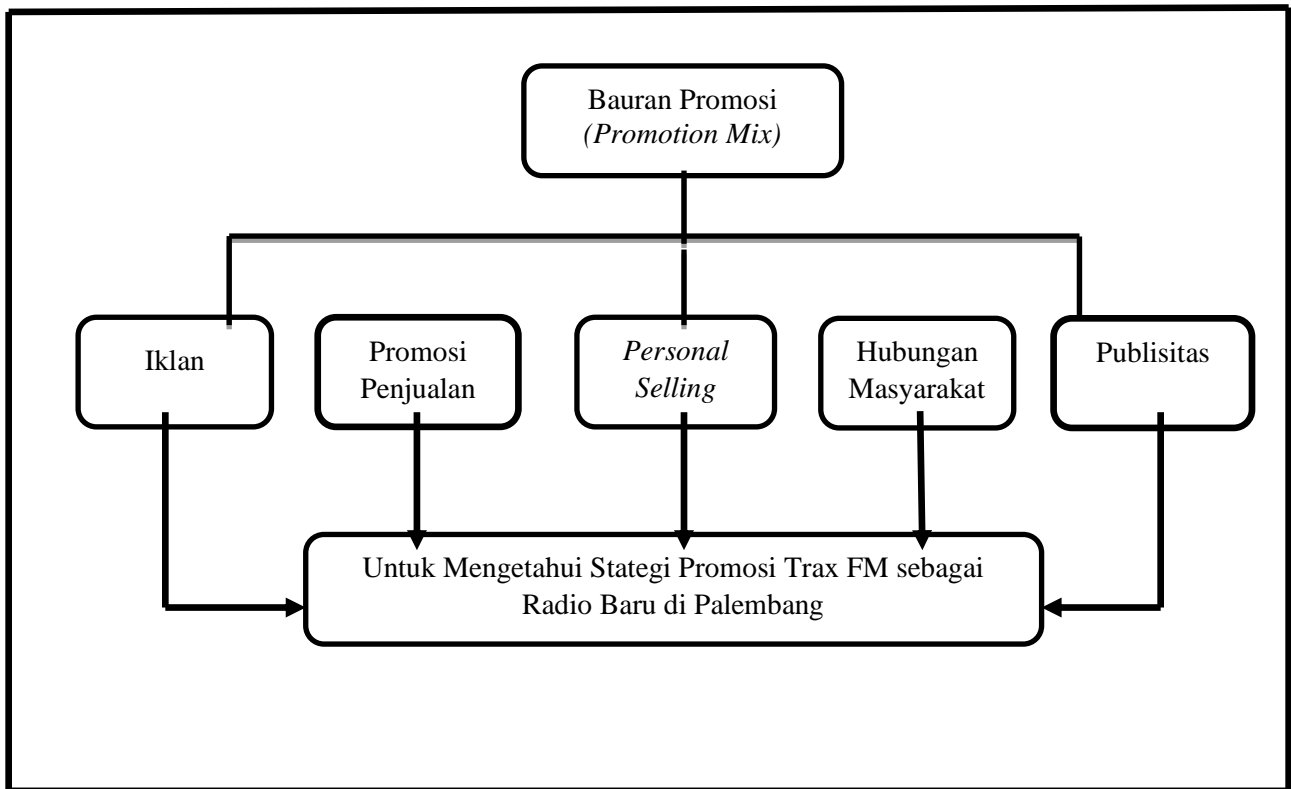 Bauran Promosi
(Promotion Mix)
Iklan
Promosi
Penjualan
Personal
Selling
Hubungan
Masyarakat
Publisitas
Untuk Mengetahui Stategi Promosi Trax FM sebagai
Radio Baru di Palembang